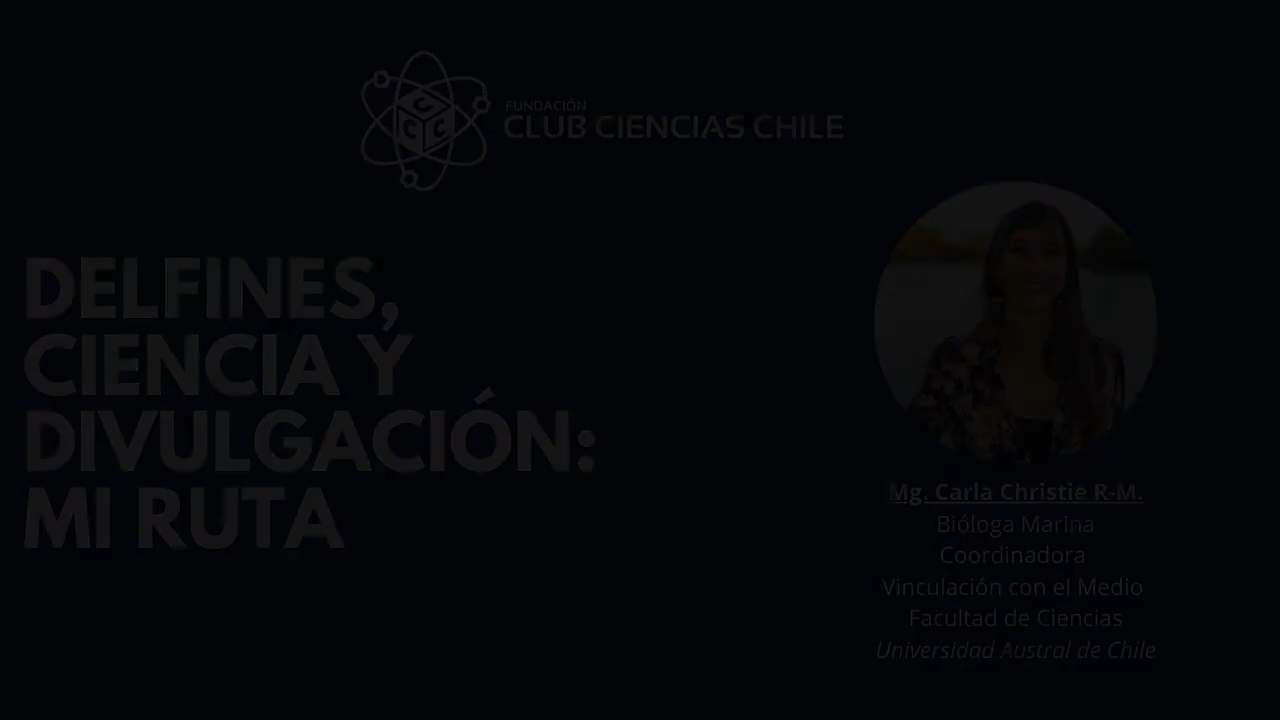 FUNDACIÓN
CLUB CIENCIAS CHILE
DELFINES,
CIENCIA Y
DIVULGACIÓN:
MI RUTA
Mg. Carla Christie R-M.
Bióloga Marina
Coordinadora
Vinculación con el Medio
Facultad de Ciencias
Universidad Austral de Chile